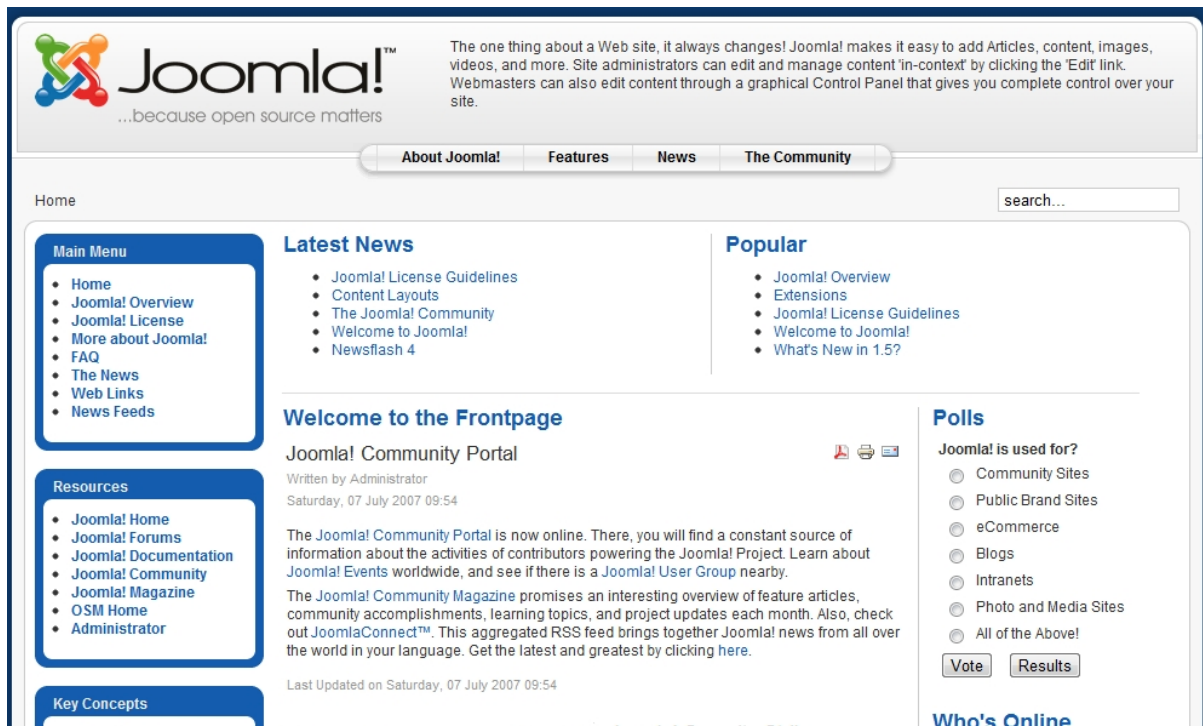 Joomla!™
...because open source matters
The one thing about a Web site, it always changes! Joomla! makes it easy to add Articles, content, images,
videos, and more. Site administrators can edit and manage content 'in-context' by clicking the 'Edit' link.
Webmasters can also edit content through a graphical Control Panel that gives you complete control over your
site.
About Joomla! Features News The Community
Home
search...
Main Menu
Home
Joomla! Overview
Joomla! License
More about Joomla!
FAQ
The News
Web Links
News Feeds
Resources
Joomla! Home
Joomla! Forums
Joomla! Documentation
Joomla! Community
Joomla! Magazine
OSM Home
Administrator
Key Concepts
Latest News
Joomla! License Guidelines
Content Layouts
The Joomla! Community
Welcome to Joomla!
Newsflash 4
Popular
Joomla! Overview
Extensions
Joomla! License Guidelines
Welcome to Joomla!
What's New in 1.5?
Welcome to the Frontpage
Joomla! Community Portal
Written by Administrator
Saturday, 07 July 2007 09:54
The Joomla! Community Portal is now online. There, you will find a constant source of
information about the activities of contributors powering the Joomla! Project. Learn about
Joomla! Events worldwide, and see if there is a Joomla! User Group nearby.
The Joomla! Community Magazine promises an interesting overview of feature articles,
community accomplishments, learning topics, and project updates each month. Also, check
out JoomlaConnect™. This aggregated RSS feed brings together Joomla! news from all over
the world in your language. Get the latest and greatest by clicking here.
Last Updated on Saturday, 07 July 2007 09:54
Polls
Joomla! is used for?
Community Sites
Public Brand Sites
eCommerce
Blogs
Intranets
Photo and Media Sites
All of the Above!
Vote Results
Who's Online